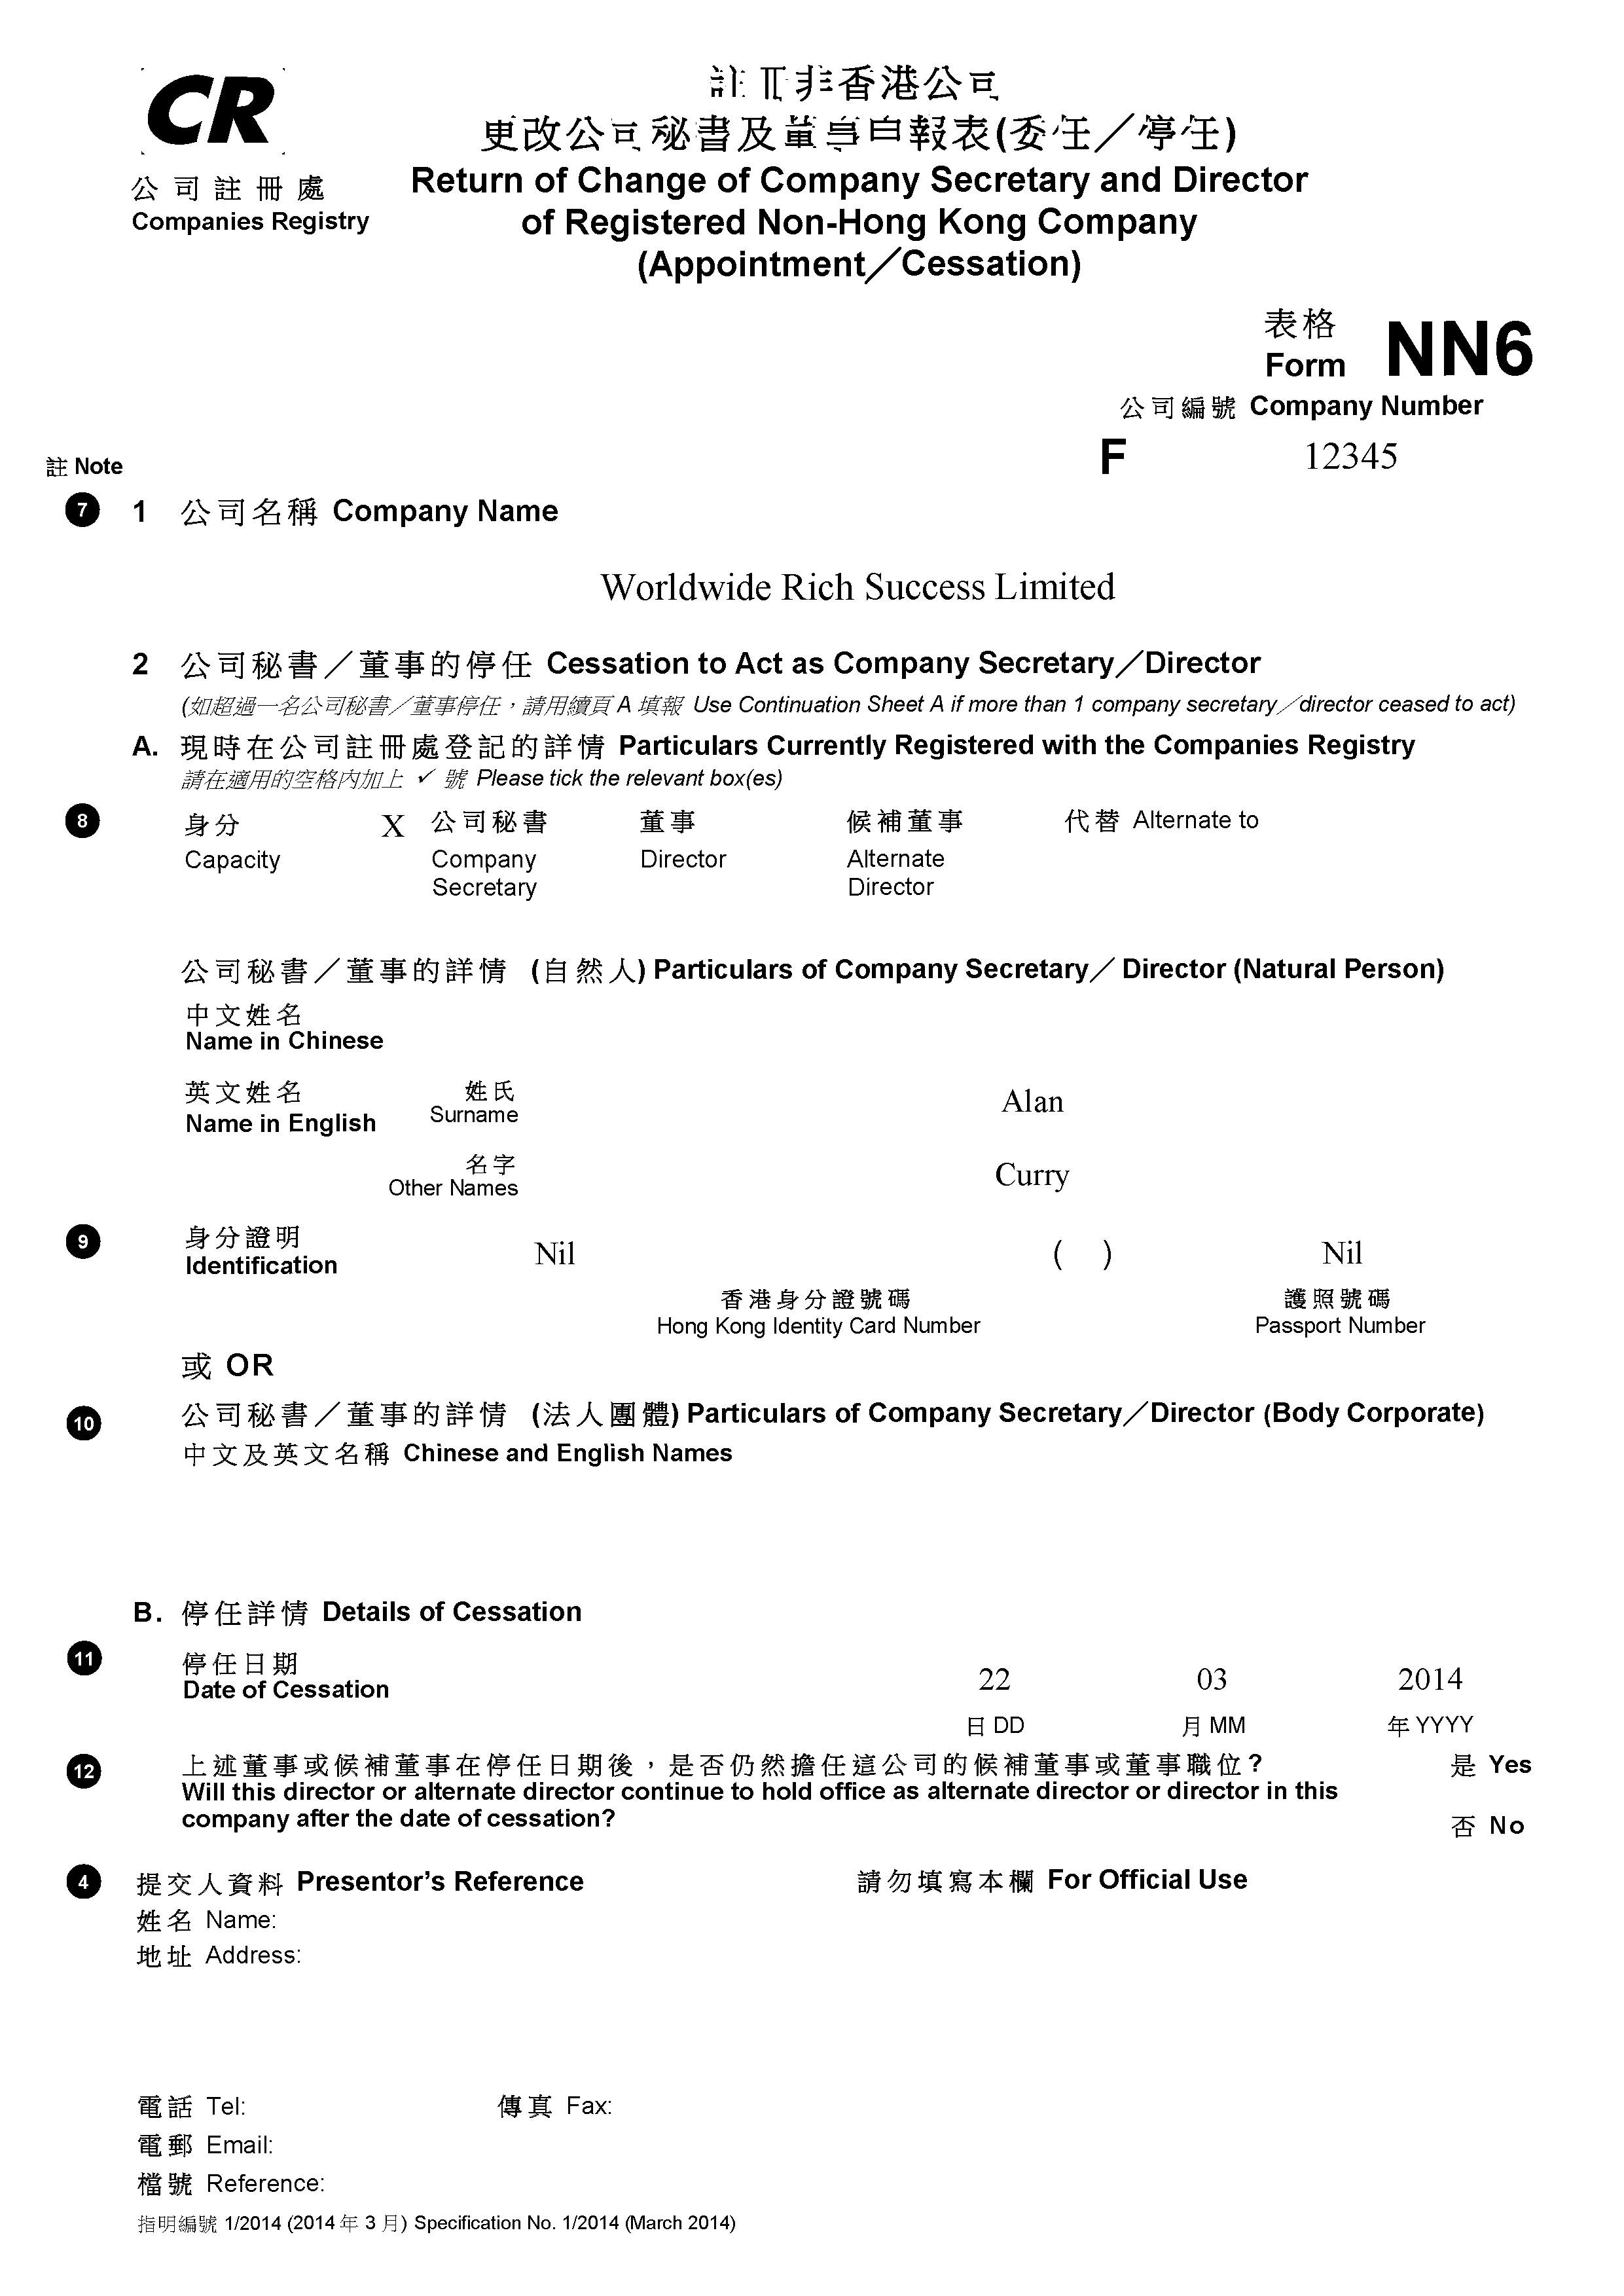 CR
公司註冊處
Companies Registry
註冊非香港公司
更改公司秘書及董事申報表(委任／停任)
Return of Change of Company Secretary and Director
of Registered Non-Hong Kong Company
(Appointment／Cessation)
表格
Form NN6
公司編號 Company Number
F 12345
註 Note
7 1 公司名稱 Company Name
Worldwide Rich Success Limited
2 公司秘書／董事的停任 Cessation to Act as Company Secretary／Director
(如超過一名公司秘書／董事停任，請用續頁 A 填報 Use Continuation Sheet A if more than 1 company secretary／director ceased to act)
A. 現時在公司註冊處登記的詳情 Particulars Currently Registered with the Companies Registry
請在適用的空格內加上 ✓ 號 Please tick the relevant box(es)
8 身分 X 公司秘書 董事 候補董事 代替 Alternate to
Capacity Company Director Alternate
Secretary Director
公司秘書／董事的詳情 (自然人) Particulars of Company Secretary／Director (Natural Person)
中文姓名
Name in Chinese
英文姓名 姓氏
Name in English Surname Alan
名字
Other Names Curry
9 身分證明
Identification Nil ( ) Nil
香港身分證號碼 護照號碼
Hong Kong Identity Card Number Passport Number
或 OR
10 公司秘書／董事的詳情 (法人團體) Particulars of Company Secretary／Director (Body Corporate)
中文及英文名稱 Chinese and English Names
B. 停任詳情 Details of Cessation
11 停任日期
Date of Cessation 22 03 2014
日 DD 月 MM 年 YYYY
12 上述董事或候補董事在停任日期後，是否仍然擔任這公司的候補董事或董事職位? 是 Yes
Will this director or alternate director continue to hold office as alternate director or director in this
company after the date of cessation? 否 No
4 提交人資料 Presentor's Reference 請勿填寫本欄 For Official Use
姓名 Name:
地址 Address:
電話 Tel: 傳真 Fax:
電郵 Email:
檔號 Reference:
指明編號 1/2014 (2014 年 3 月) Specification No. 1/2014 (March 2014)